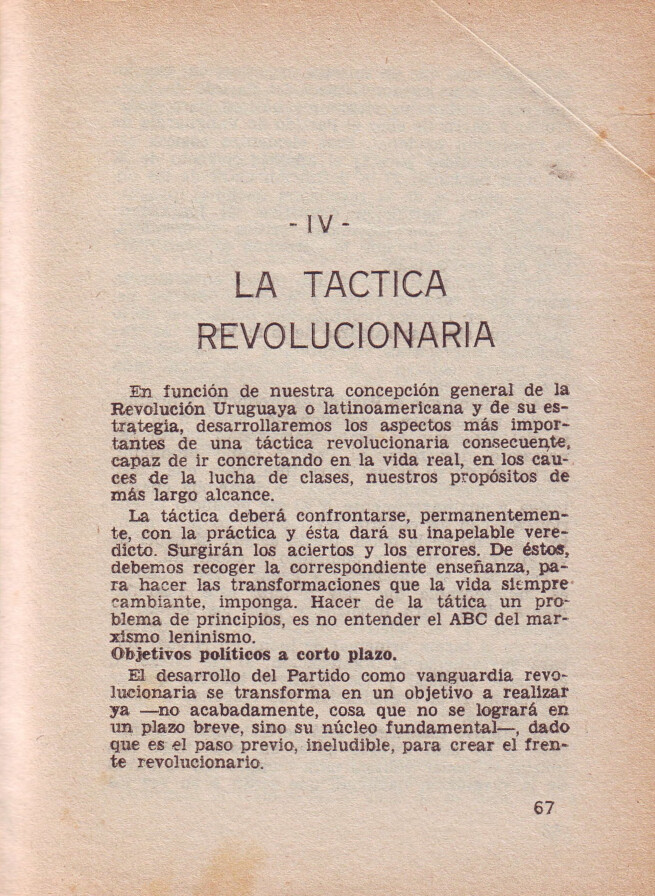 - IV -
LA TACTICA
REVOLUCIONARIA
En función de nuestra concepción general de la
Revolución Uruguaya o latinoamericana y de su es-
trategia, desarrollaremos los aspectos más impor-
tantes de una táctica revolucionaria consecuente,
capaz de ir concretando en la vida real, en los cau-
ces de la lucha de clases, nuestros propósitos de
más largo alcance.
La táctica deberá confrontarse, permanentemen-
te, con la práctica y ésta dará su inapelable vere-
dicto. Surgirán los aciertos y los errores. De éstos,
debemos recoger la correspondiente enseñanza, pa-
ra hacer las transformaciones que la vida siempre
cambiante, imponga. Hacer de la tática un pro-
blema de principios, es no entender el ABC del mar-
xismo leninismo.
Objetivos políticos a corto plazo.
El desarrollo del Partido como vanguardia revo-
lucionaria se transforma en un objetivo a realizar
ya —no acabadamente, cosa que no se logrará en
un plazo breve, sino su núcleo fundamental—, dado
que es el paso previo, ineludible, para crear el fren-
te revolucionario.
67